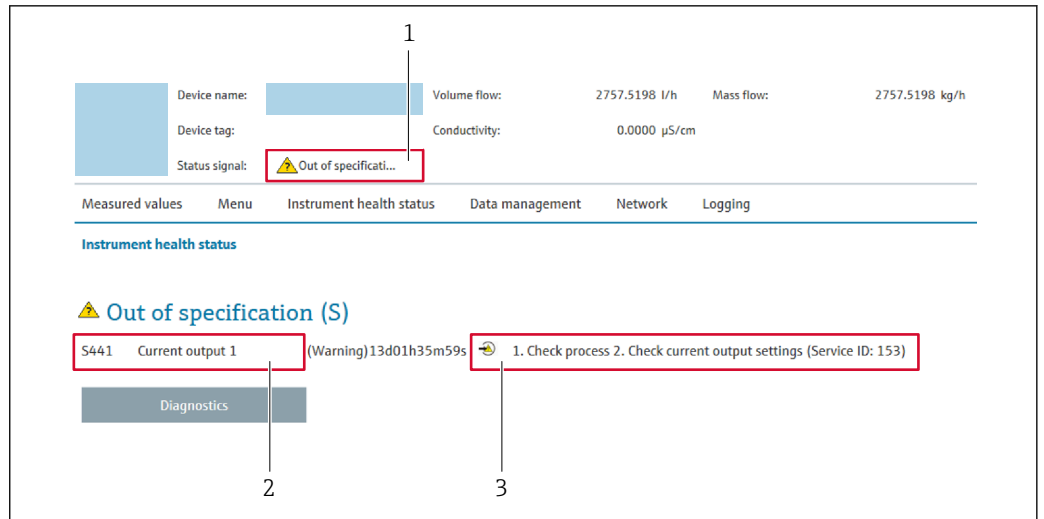 1
Device name: Volume flow: 2757.5198 l/h Mass flow: 2757.5198 kg/h
Device tag: Conductivity: 0.0000 µS/cm
Status signal: Out of specificati...
Measured values Menu Instrument health status Data management Network Logging
Instrument health status
Out of specification (S)
S441 Current output 1 (Warning)13d01h35m59s 1. Check process 2. Check current output settings (Service ID: 153)
Diagnostics
2 3